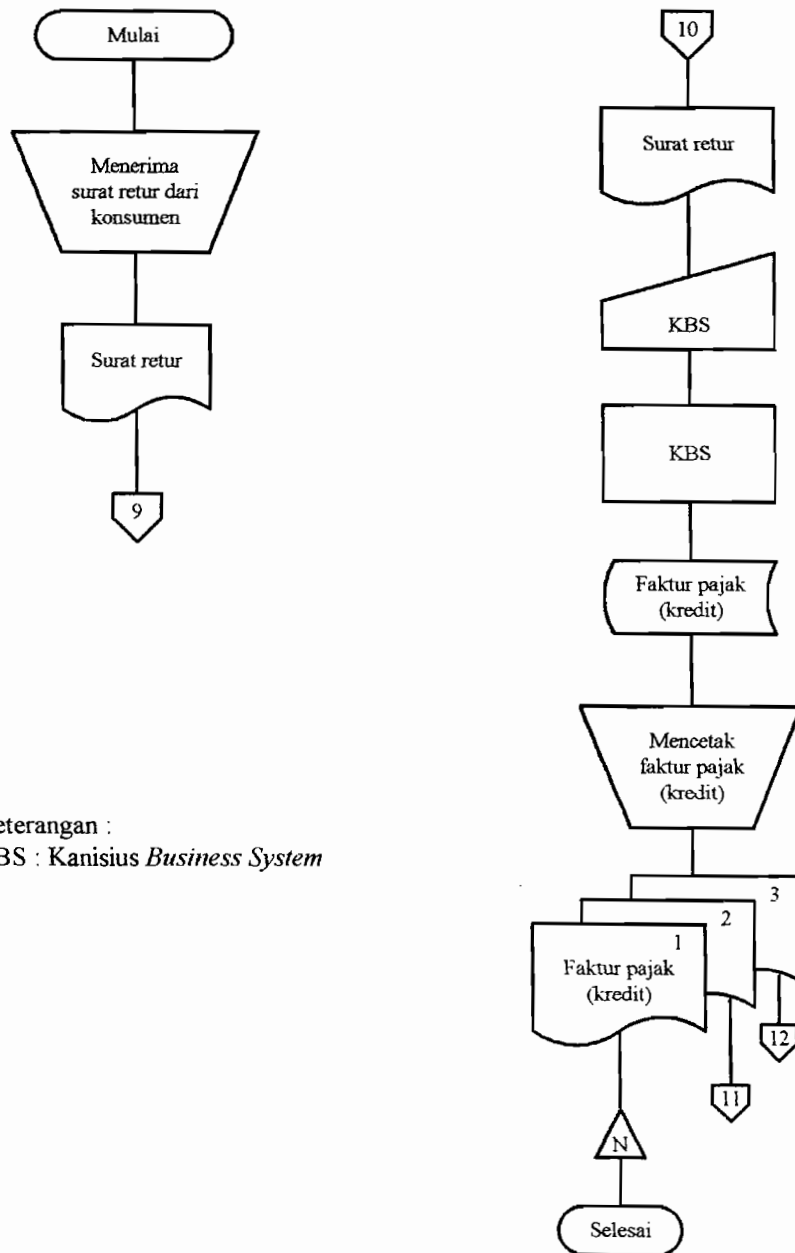 Mulai
Menerima
surat retur dari
konsumen
Surat retur
9
eterangan :
BS : Kanisius Business System
10
Surat retur
KBS
KBS
Faktur pajak
(kredit)
Mencetak
faktur pajak
(kredit)
3
2
1
Faktur pajak
(kredit)
12
11
N
Selesai